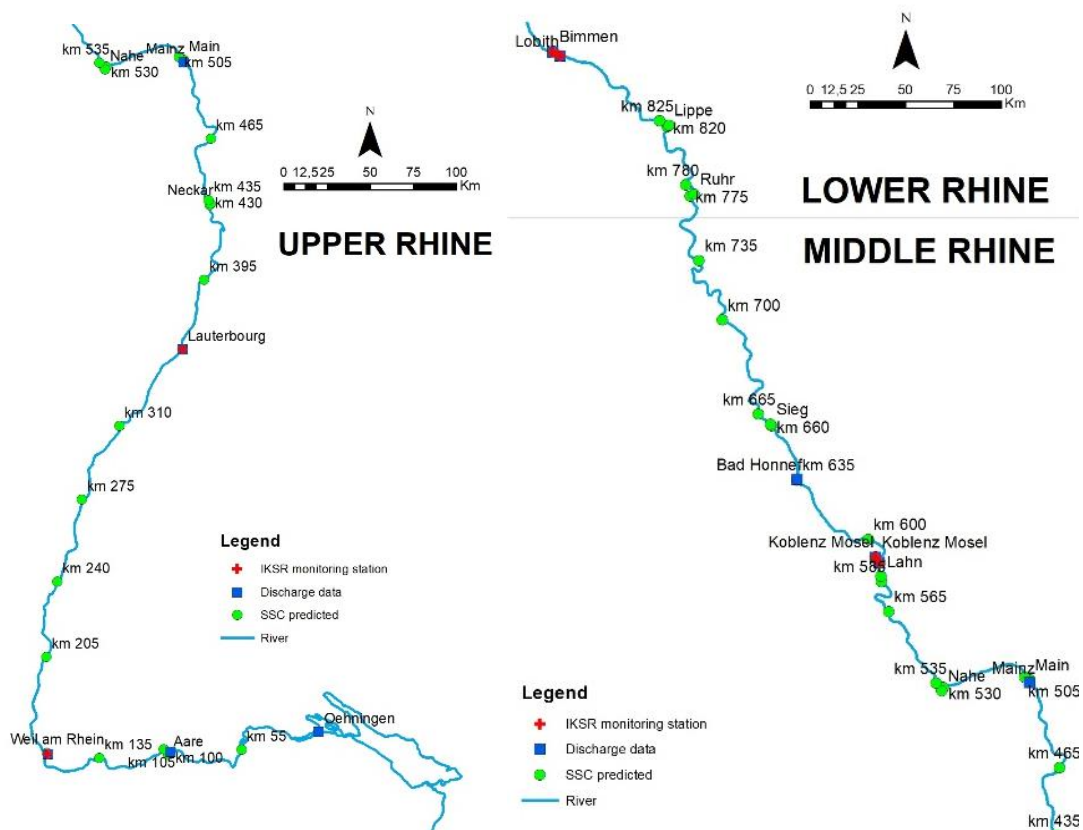 km 535
Nahe
km 530
Mainz
Main
km 505
km 465
Neckar
km 435
km 430
km 395
Lauterbourg
km 310
km 275
km 240
km 205
Weil am Rhein
km 135
km 105
Aare
km 100
km 55
Oehningen
N
0 12,525 50 75 100
Km
UPPER RHINE
Legend
IKSR monitoring station
Discharge data
SSC predicted
River
Lobith
Bimmen
N
0 12,5 25 50 75 100
Km
km 825
Lippe
km 820
km 780
Ruhr
km 775
LOWER RHINE
MIDDLE RHINE
km 735
km 700
km 665
Sieg
km 660
Bad Honnef
km 635
km 600
Koblenz Mosel
Koblenz Mosel
km 585
Lahn
km 565
km 535
Nahe
km 530
Mainz
Main
km 505
km 465
km 435
Legend
IKSR monitoring station
Discharge data
SSC predicted
River